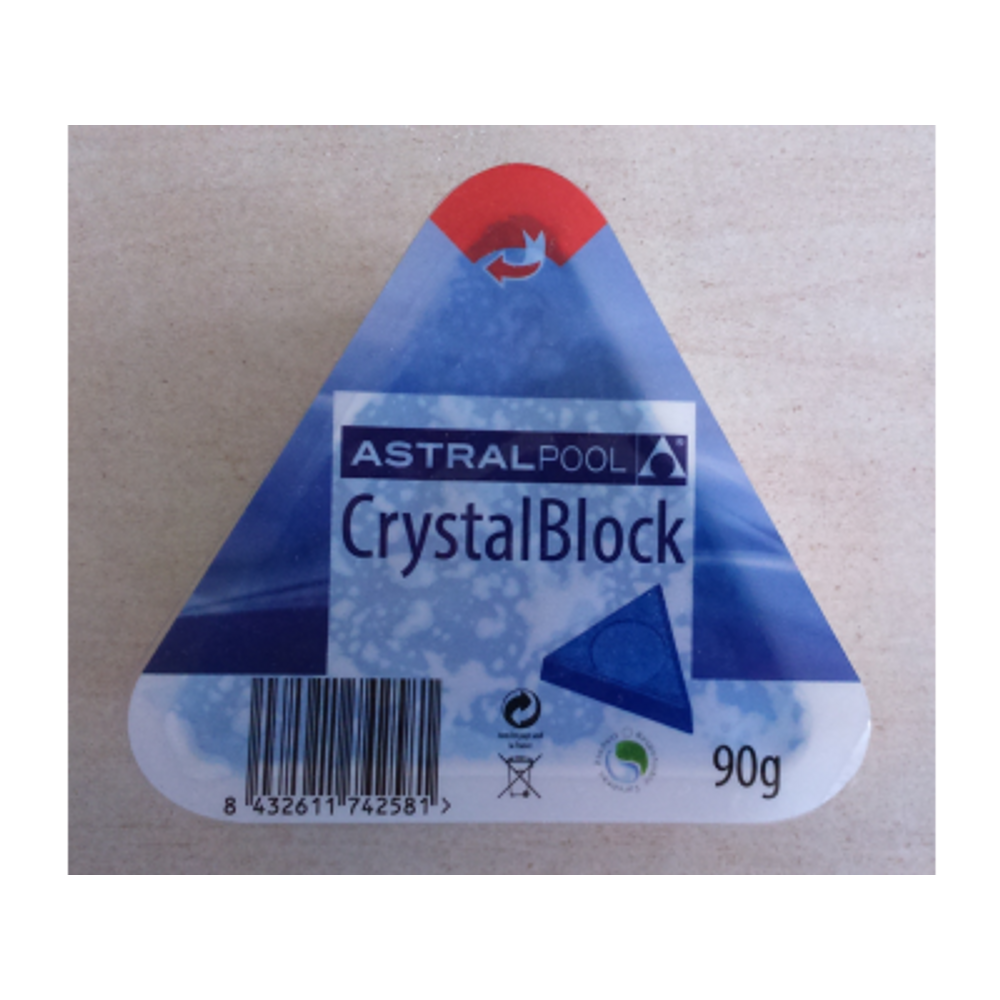 ASTRALPOOL
CrystalBlock
90g
8 432611 742581 >